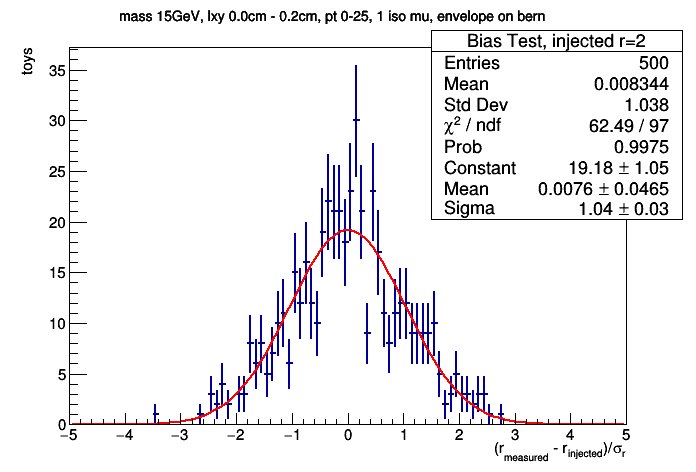 mass 15GeV, lxy 0.0cm - 0.2cm, pt 0-25, 1 iso mu, envelope on bern
Bias Test, injected r=2
Entries 500
Mean 0.008344
Std Dev 1.038
χ² / ndf 62.49 / 97
Prob 0.9975
Constant 19.18 ± 1.05
Mean 0.0076 ± 0.0465
Sigma 1.04 ± 0.03
toys
35
30
25
20
15
10
5
0
−5 −4 −3 −2 −1 0 1 2 3 4 5
(r_measured - r_injected)/σ_r